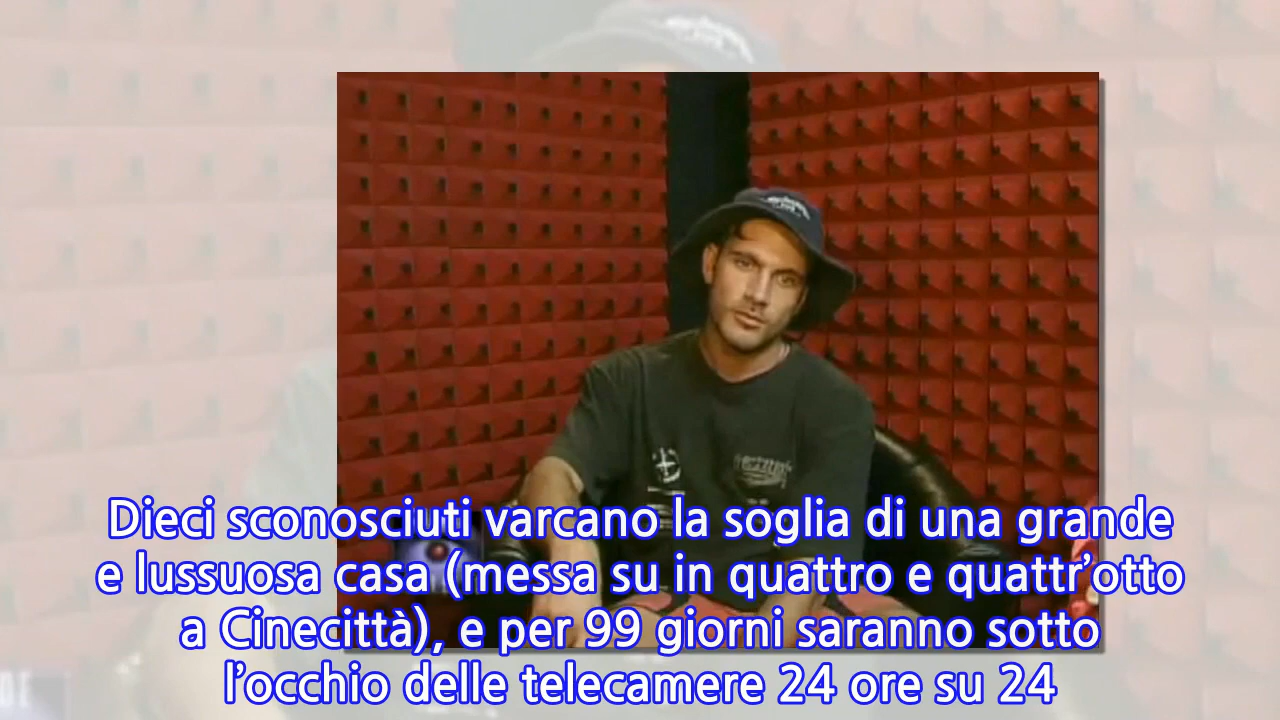 Dieci sconosciuti varcano la soglia di una grande
e lussuosa casa (messa su in quattro e quattr’otto
a Cinecittà), e per 99 giorni saranno sotto
l’occhio delle telecamere 24 ore su 24